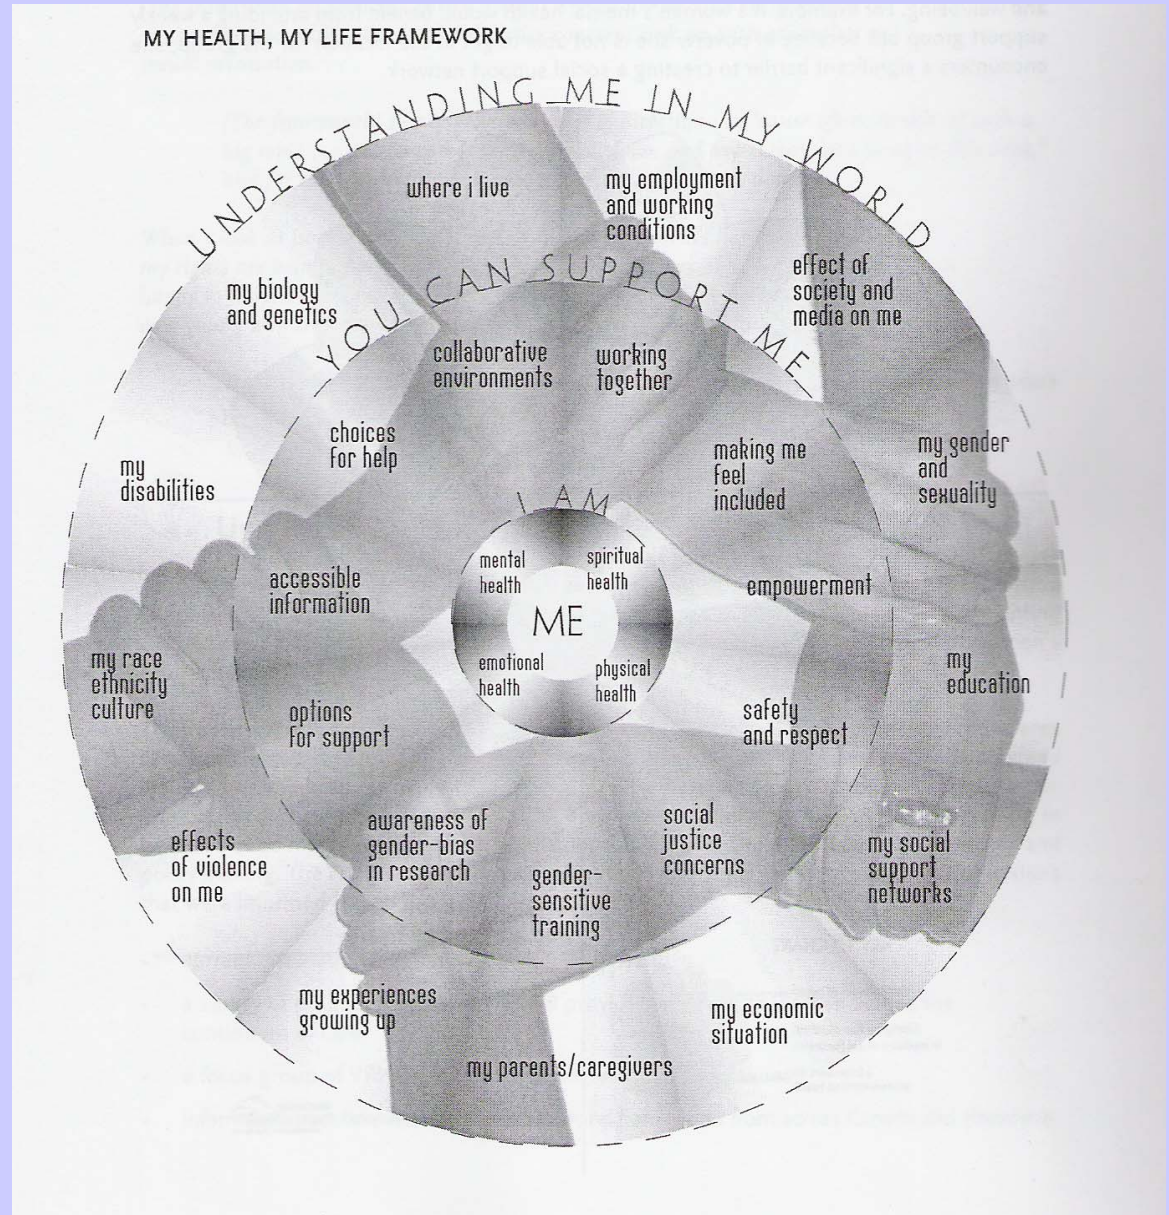 MY HEALTH, MY LIFE FRAMEWORK
UNDERSTANDING ME IN MY WORLD
where i live
my employment
and working
conditions
effect of
society and
media on me
my gender
and
sexuality
my
education
my social
support
networks
my economic
situation
my parents/caregivers
my experiences
growing up
effects
of violence
on me
my race
ethnicity
culture
my
disabilities
my biology
and genetics
YOU CAN SUPPORT ME
collaborative
environments
working
together
making me
feel
included
empowerment
safety
and respect
social
justice
concerns
gender-
sensitive
training
awareness of
gender-bias
in research
options
for support
accessible
information
choices
for help
I AM
mental
health
spiritual
health
ME
emotional
health
physical
health